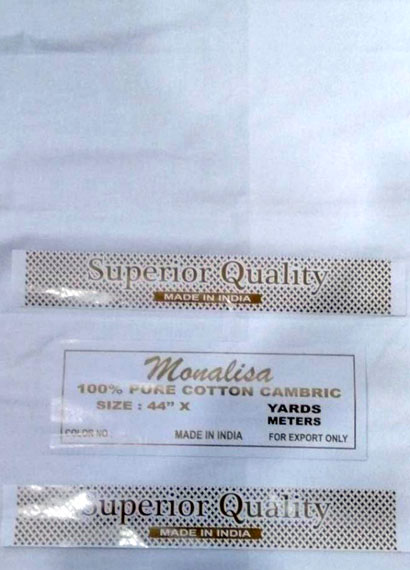 Superior Quality
MADE IN INDIA
Monalisa
100% PURE COTTON CAMBRIC
SIZE : 44" X YARDS
METERS
COLOR NO. MADE IN INDIA FOR EXPORT ONLY
Superior Quality
MADE IN INDIA